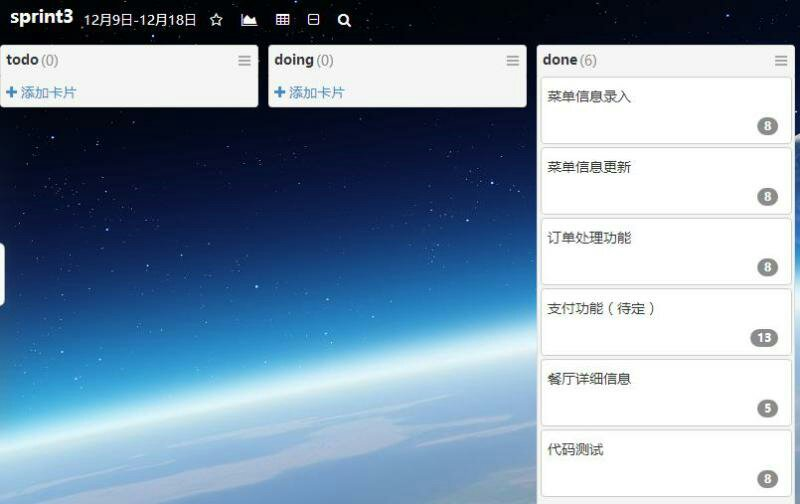 sprint3 12月9日-12月18日
todo(0)
添加卡片
doing(0)
添加卡片
done(6)
菜单信息录入
8
菜单信息更新
8
订单处理功能
8
支付功能（待定）
13
餐厅详细信息
5
代码测试
8